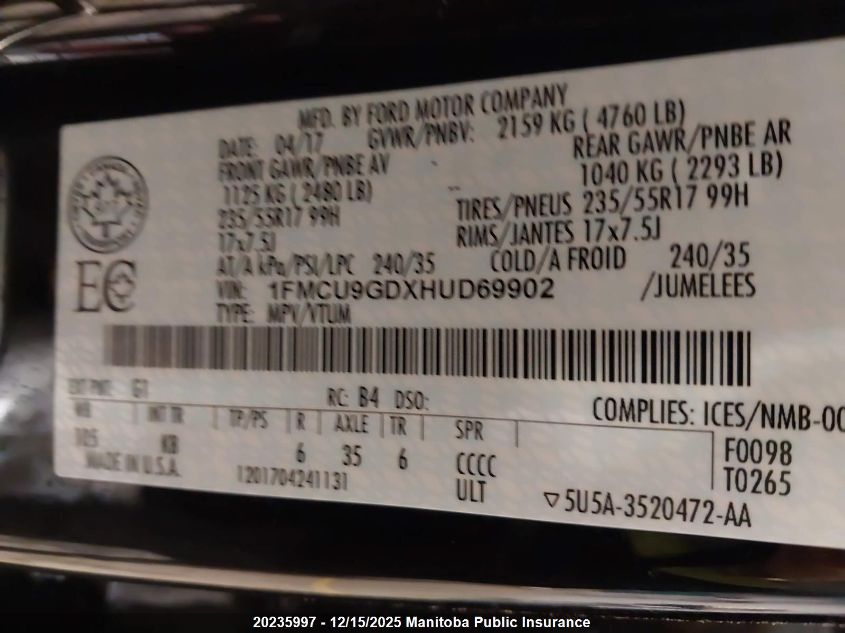 MFD. BY FORD MOTOR COMPANY
DATE: 04/17 GVWR/PNBV: 2159 KG ( 4760 LB)
FRONT GAWR/PNBE AV REAR GAWR/PNBE AR
1125 KG ( 2480 LB) 1040 KG ( 2293 LB)
235/55R17 99H TIRES/PNEUS 235/55R17 99H
17x7.5J RIMS/JANTES 17x7.5J
AT/A kPa/PSI/LPC 240/35 COLD/A FROID 240/35
VIN: 1FMCU9GDXHUD69902 /JUMELEES
TYPE: MPV/VTUM
EC
EXT PNT: G1 RC: B4 DSO:
COMPLIES: ICES/NMB-00
WB INT TR TP/PS R AXLE TR SPR
105 KB 6 35 6 CCCC F0098
MADE IN U.S.A. 1201704241131 ULT T0265
5U5A-3520472-AA
20235997 - 12/15/2025 Manitoba Public Insurance